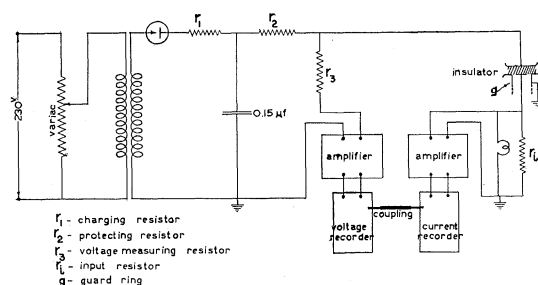 r1
r2
r3
insulator
g
230V
variac
0.15 µf
amplifier
amplifier
ri
coupling
voltage
recorder
current
recorder
r1 - charging resistor
r2 - protecting resistor
r3 - voltage measuring resistor
ri - input resistor
g - guard ring